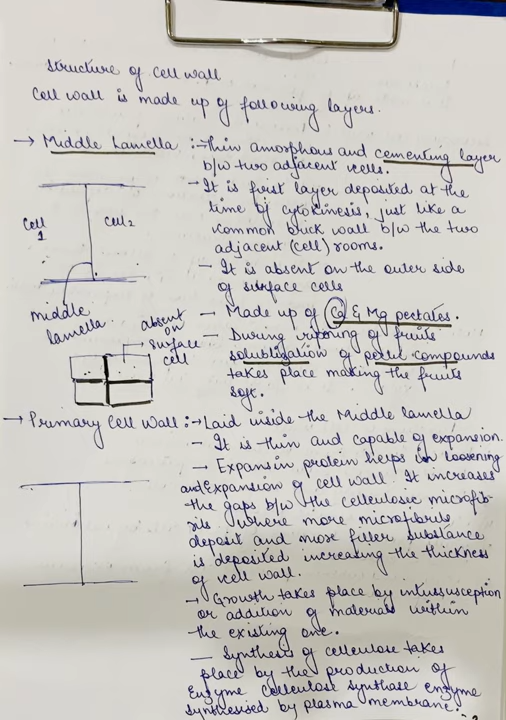 Structure of cell wall
Cell wall is made up of following layers.
→ Middle Lamella :- Thin amorphous and cementing layer
b/w two adjacent cells.
- It is first layer deposited at the
time of cytokinesis, just like a
common brick wall b/w the two
adjacent (cell) rooms.
- It is absent on the outer side
of surface cells
- Made up of Ca & Mg pectates.
- During ripening of fruits
solubilization of pectic compounds
takes place making the fruits
soft.
Cell
1
Cell2
middle
lamella.
absent
on
surface
cell
→ Primary Cell Wall :→ Laid inside the Middle lamella
- It is thin and capable of expansion.
→ Expansin protein helps in loosening
and Expansion of cell wall. It increases
the gaps b/w the cellulosic microfib-
rils where more microfibrils
deposit and more filler substance
is deposited increasing the thickness
of cell wall.
→ Growth takes place by intussusception
or addition of materials within
the existing one.
- Synthesis of cellulose takes
place by the production of
Enzyme cellulose synthase enzyme
synthesised by plasma membrane.